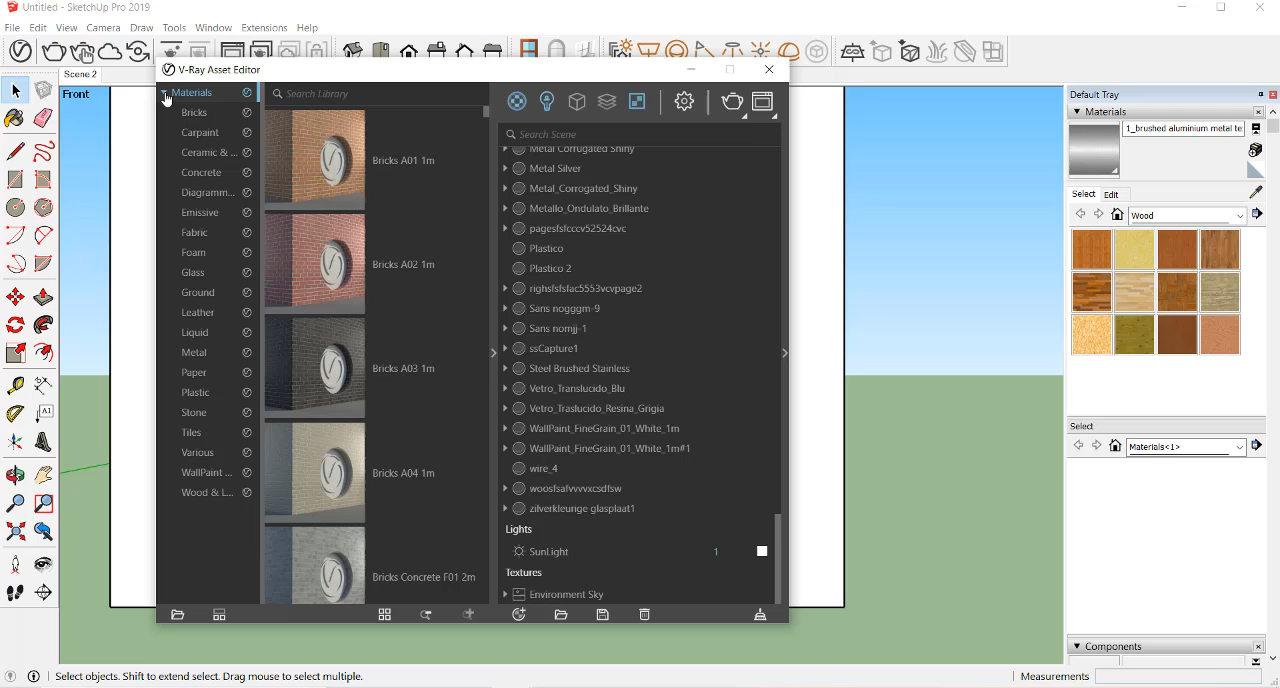 Untitled - SketchUp Pro 2019
File Edit View Camera Draw Tools Window Extensions Help
Scene 2
Front
V-Ray Asset Editor
Materials
Bricks
Carpaint
Ceramic & ...
Concrete
Diagramm...
Emissive
Fabric
Foam
Glass
Ground
Leather
Liquid
Metal
Paper
Plastic
Stone
Tiles
Various
WallPaint ...
Wood & L...
Search Library
Bricks A01 1m
Bricks A02 1m
Bricks A03 1m
Bricks A04 1m
Bricks Concrete F01 2m
Search Scene
Metal Corrugated Shiny
Metal Silver
Metal_Corrogated_Shiny
Metallo_Ondulato_Brillante
pagesfsfcccv52524cvc
Plastico
Plastico 2
righsfsfsfac5553vcvpage2
Sans nogggm-9
Sans nomjj-1
ssCapture1
Steel Brushed Stainless
Vetro_Translucido_Blu
Vetro_Traslucido_Resina_Grigia
WallPaint_FineGrain_01_White_1m
WallPaint_FineGrain_01_White_1m#1
wire_4
woosfsafvvvvxcsdfsw
zilverkleurige glasplaat1
Lights
SunLight 1
Textures
Environment Sky
Default Tray
Materials
1_brushed aluminium metal te:
Select Edit
Wood
Select
Materials<1>
Components
A1
Select objects. Shift to extend select. Drag mouse to select multiple.
Measurements